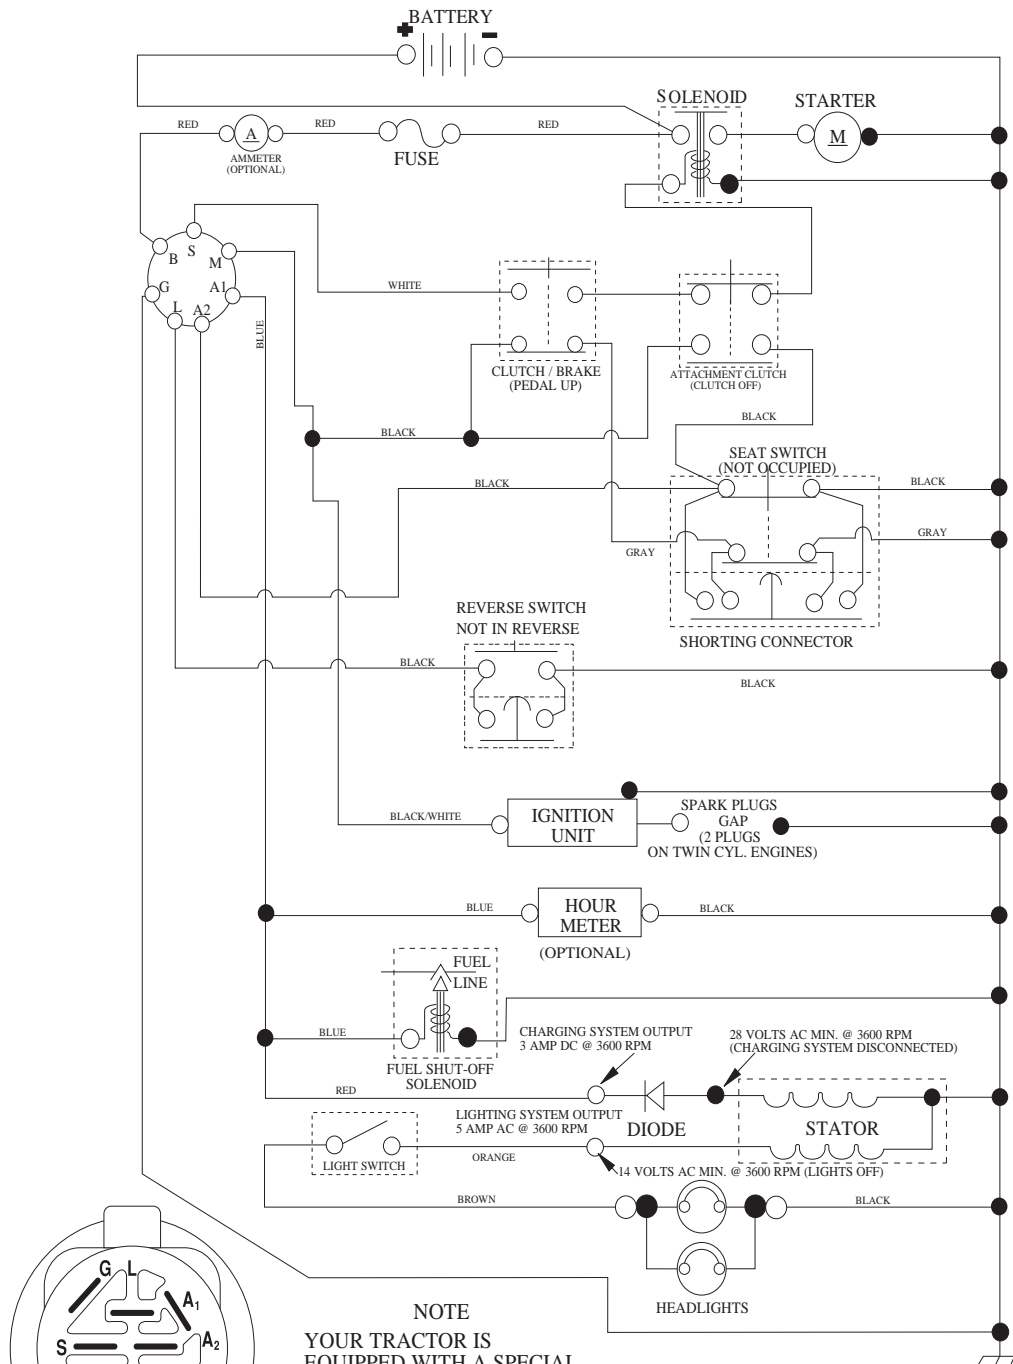 BATTERY
+ -
SOLENOID
STARTER
RED
RED
RED
A
M
AMMETER
(OPTIONAL)
FUSE
S
B
M
G
A1
L
A2
WHITE
BLUE
CLUTCH / BRAKE
(PEDAL UP)
ATTACHMENT CLUTCH
(CLUTCH OFF)
BLACK
BLACK
SEAT SWITCH
(NOT OCCUPIED)
BLACK
BLACK
GRAY
GRAY
SHORTING CONNECTOR
REVERSE SWITCH
NOT IN REVERSE
BLACK
BLACK
BLACK/WHITE
IGNITION
UNIT
SPARK PLUGS
GAP
(2 PLUGS
ON TWIN CYL. ENGINES)
BLUE
HOUR
METER
BLACK
(OPTIONAL)
FUEL
LINE
BLUE
FUEL SHUT-OFF
SOLENOID
CHARGING SYSTEM OUTPUT
3 AMP DC @ 3600 RPM
28 VOLTS AC MIN. @ 3600 RPM
(CHARGING SYSTEM DISCONNECTED)
RED
LIGHTING SYSTEM OUTPUT
5 AMP AC @ 3600 RPM
DIODE
STATOR
LIGHT SWITCH
ORANGE
14 VOLTS AC MIN. @ 3600 RPM (LIGHTS OFF)
BROWN
BLACK
HEADLIGHTS
G L
A1
A2
S
NOTE
YOUR TRACTOR IS
EQUIPPED WITH A SPECIAL